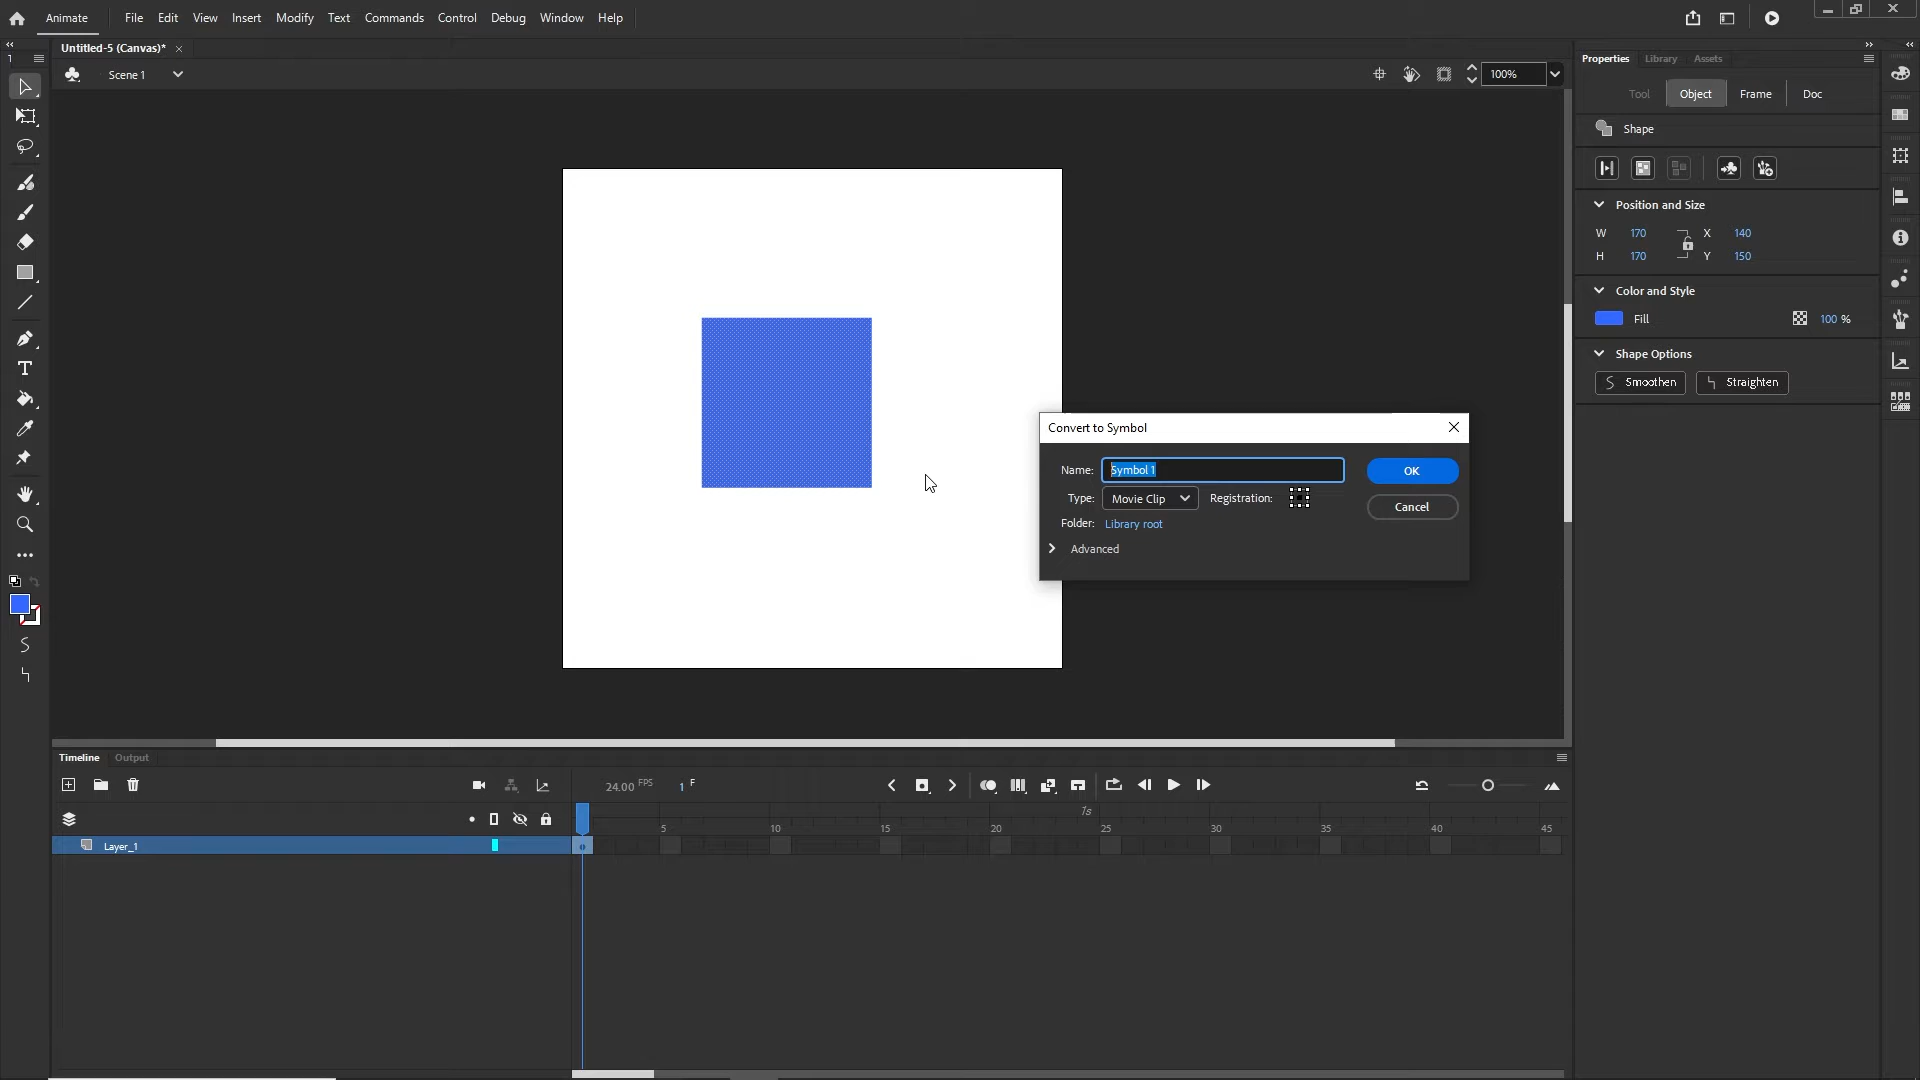 Animate File Edit View Insert Modify Text Commands Control Debug Window Help
Untitled-5 (Canvas)*
Scene 1
100%
Properties Library Assets
Tool Object Frame Doc
Shape
Position and Size
W 170 X 140
H 170 Y 150
Color and Style
Fill 100 %
Shape Options
Smoothen Straighten
Convert to Symbol
Name: Symbol 1 OK
Type: Movie Clip Registration: Cancel
Folder: Library root
Advanced
Timeline Output
24.00 FPS 1 F
1s
5 10 15 20 25 30 35 40 45
Layer_1